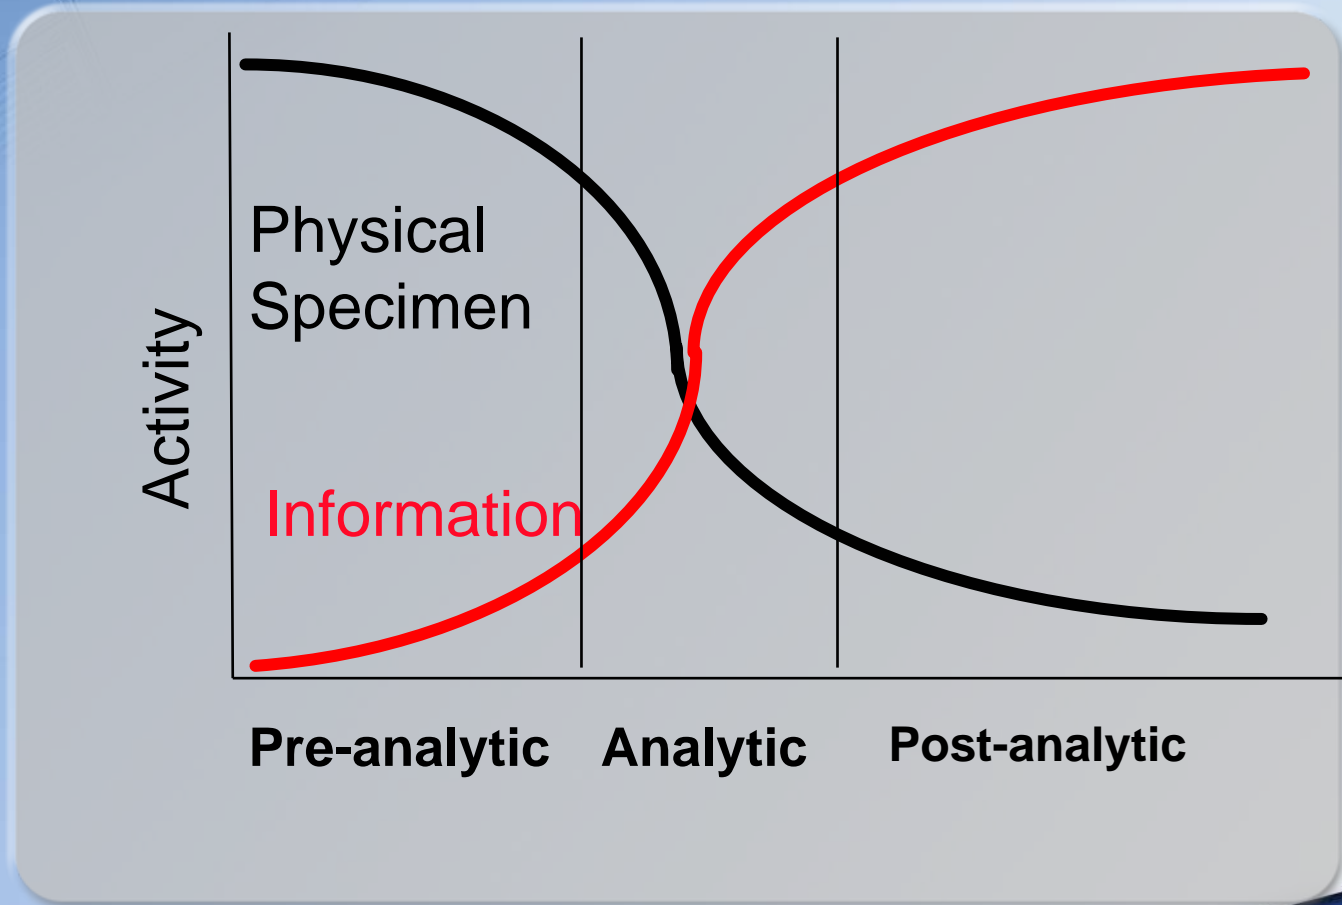 Physical
Specimen
Activity
Information
Pre-analytic
Analytic
Post-analytic